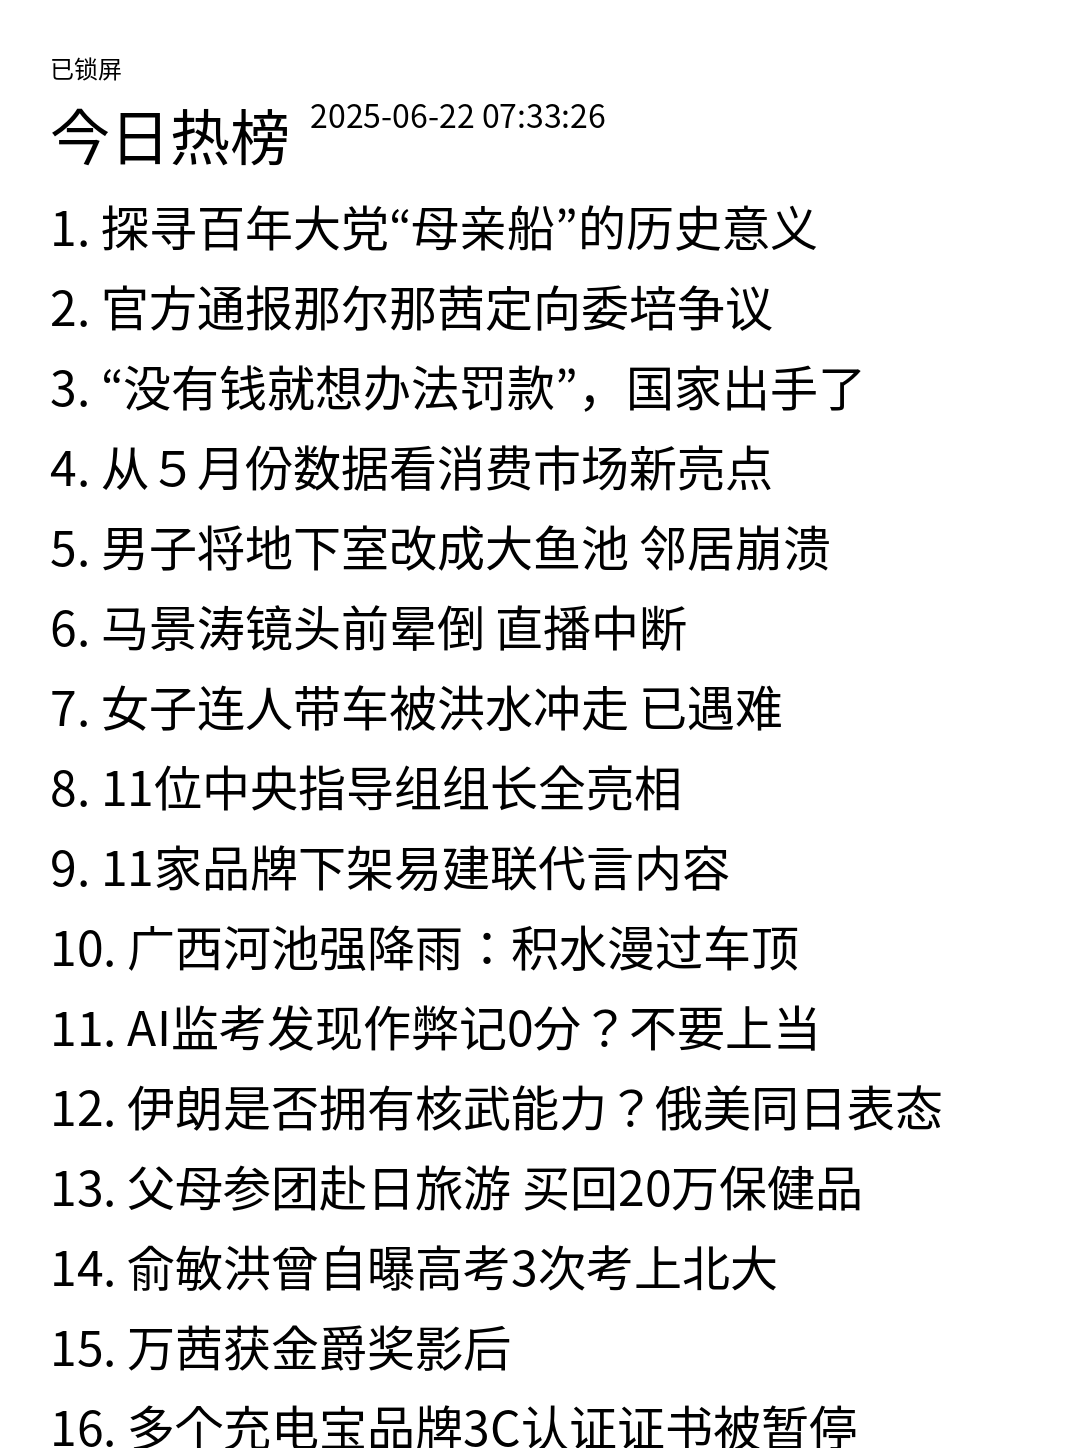 已锁屏
今日热榜 2025-06-22 07:33:26
1. 探寻百年大党“母亲船”的历史意义
2. 官方通报那尔那茜定向委培争议
3. “没有钱就想办法罚款”，国家出手了
4. 从５月份数据看消费市场新亮点
5. 男子将地下室改成大鱼池 邻居崩溃
6. 马景涛镜头前晕倒 直播中断
7. 女子连人带车被洪水冲走 已遇难
8. 11位中央指导组组长全亮相
9. 11家品牌下架易建联代言内容
10. 广西河池强降雨：积水漫过车顶
11. AI监考发现作弊记0分？不要上当
12. 伊朗是否拥有核武能力？俄美同日表态
13. 父母参团赴日旅游 买回20万保健品
14. 俞敏洪曾自曝高考3次考上北大
15. 万茜获金爵奖影后
16. 多个充电宝品牌3C认证证书被暂停